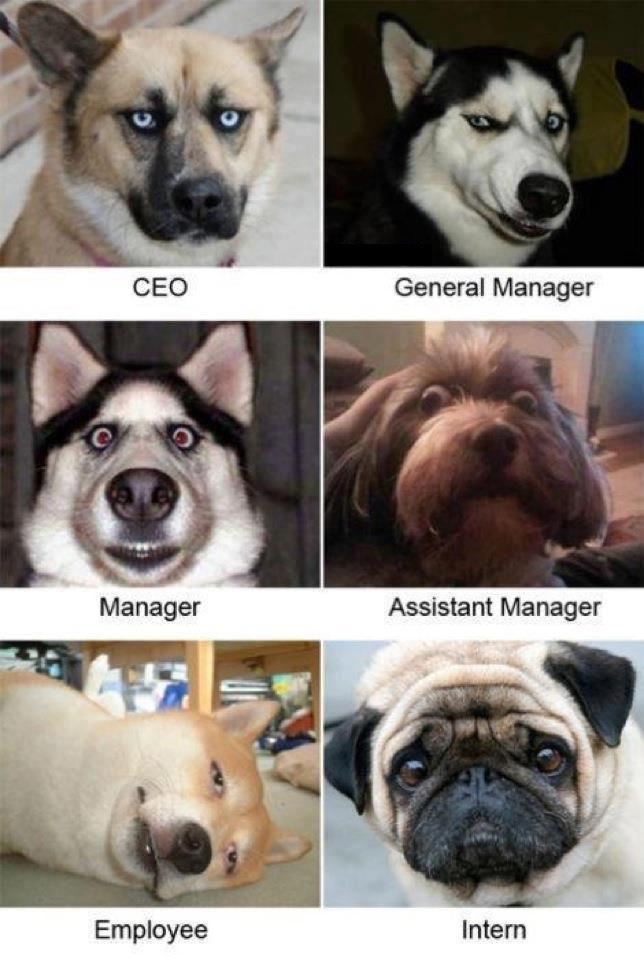 CEO
General Manager
Manager
Assistant Manager
Employee
Intern